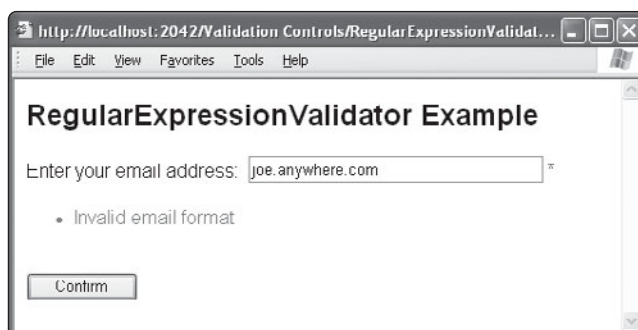 http://localhost:2042/Validation Controls/RegularExpressionValidat...
File Edit View Favorites Tools Help
RegularExpressionValidator Example
Enter your email address: joe.anywhere.com *
• Invalid email format
Confirm